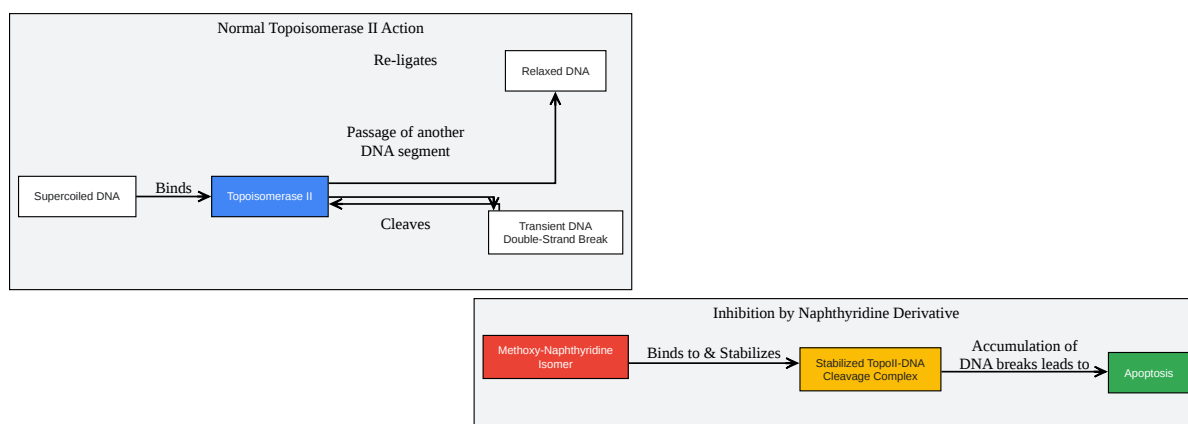 Normal Topoisomerase II Action
Re-ligates
Relaxed DNA
Passage of another
DNA segment
Supercoiled DNA
Binds
Topoisomerase II
Cleaves
Transient DNA
Double-Strand Break
Inhibition by Naphthyridine Derivative
Methoxy-Naphthyridine
Isomer
Binds to & Stabilizes
Stabilized TopoII-DNA
Cleavage Complex
Accumulation of
DNA breaks leads to
Apoptosis